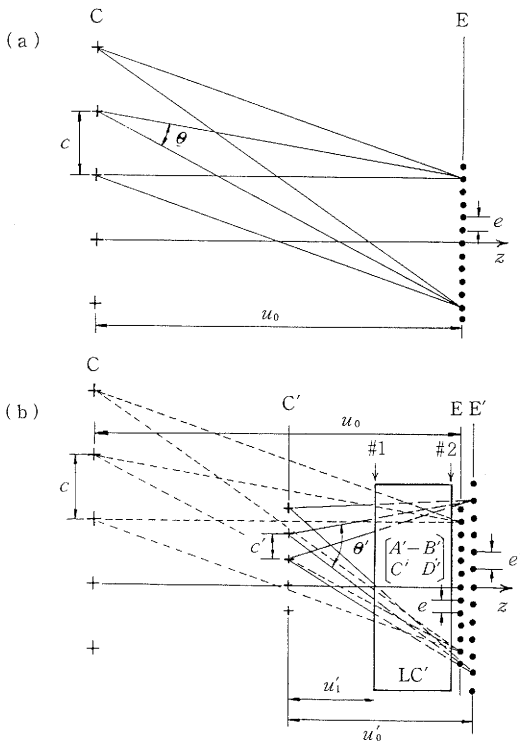 (a)
C
E
c
θ
e
z
u₀
(b)
C
C′
E E′
u₀
#1
#2
c
c′
θ′
A′ −B′
C′ D′
e
e
z
LC′
u′₁
u′₀